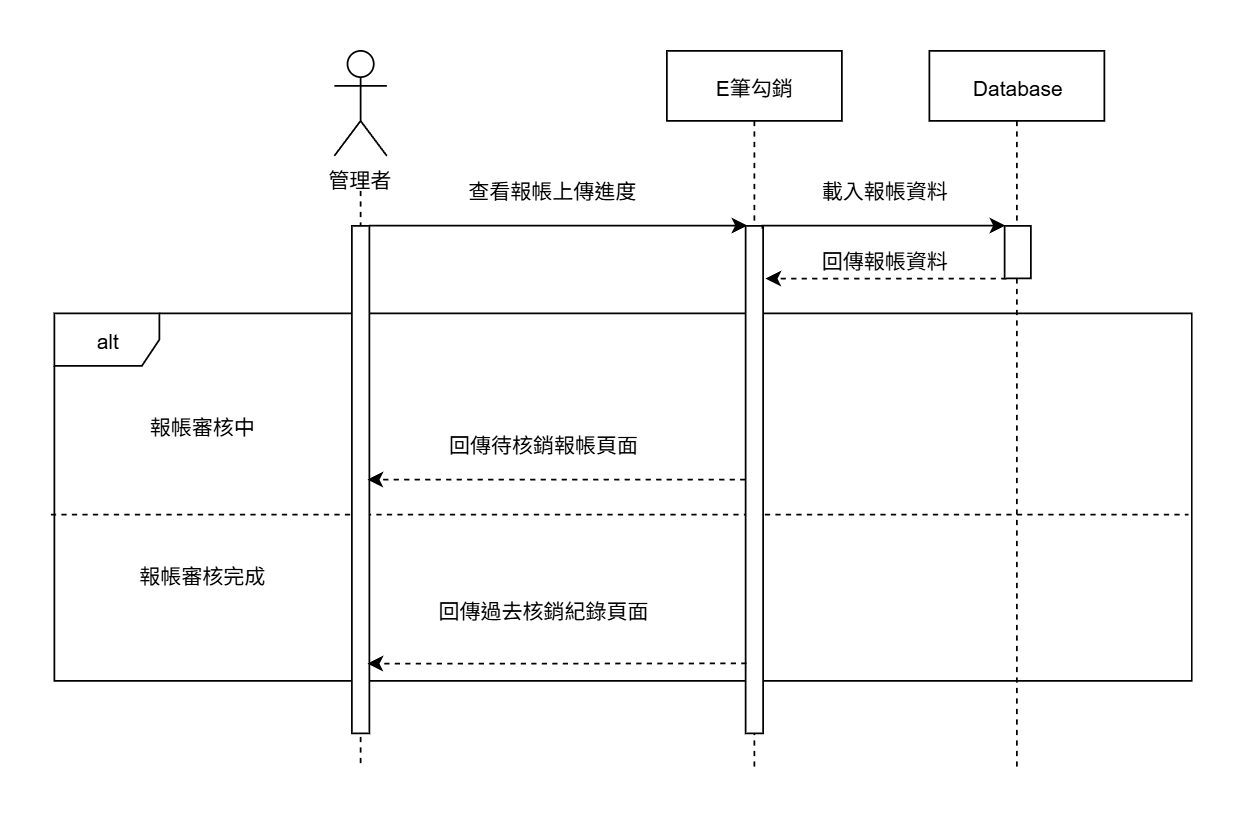 E筆勾銷
Database
管理者
查看報帳上傳進度
載入報帳資料
回傳報帳資料
alt
報帳審核中
回傳待核銷報帳頁面
報帳審核完成
回傳過去核銷紀錄頁面